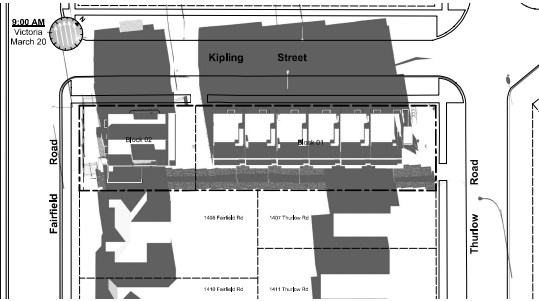 9:00 AM
Victoria
March 20
N
Kipling Street
Block 02
Block 01
Fairfield Road
Thurlow Road
1408 Fairfield Rd
1407 Thurlow Rd
1410 Fairfield Rd
1411 Thurlow Rd